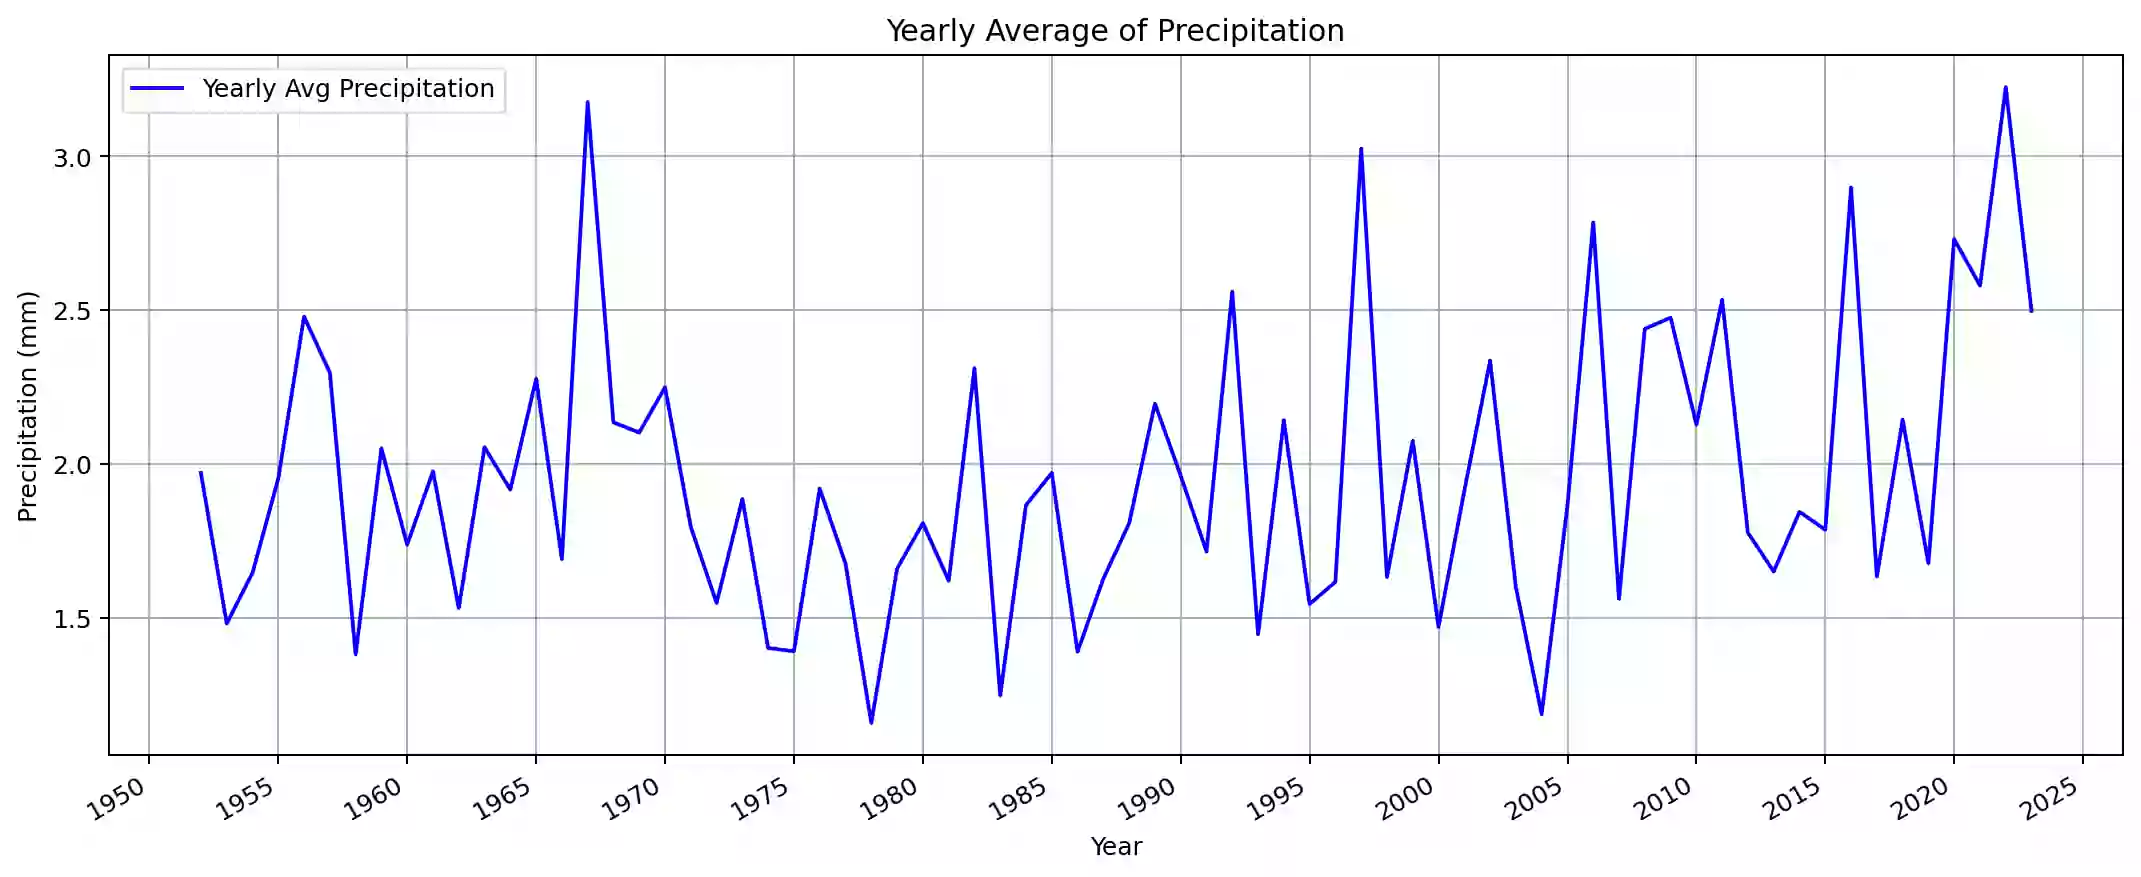 Yearly Average of Precipitation
Yearly Avg Precipitation
Precipitation (mm)
3.0
2.5
2.0
1.5
1950 1955 1960 1965 1970 1975 1980 1985 1990 1995 2000 2005 2010 2015 2020 2025
Year